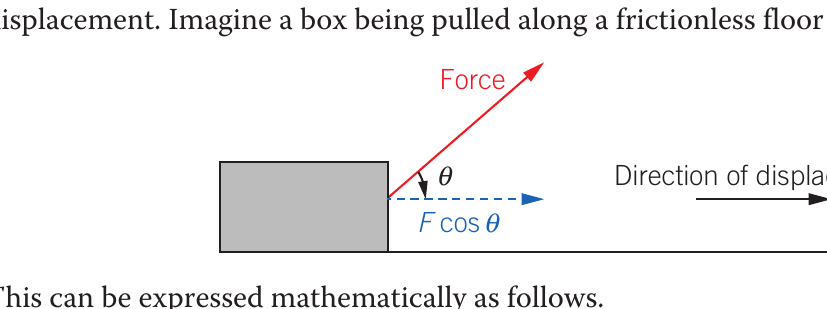 isplacement. Imagine a box being pulled along a frictionless floor
Force
θ
Direction of displac
F cos θ
This can be expressed mathematically as follows.